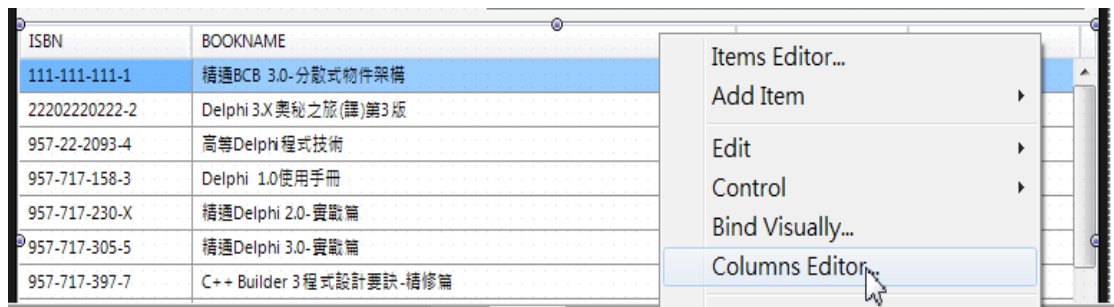 ISBN BOOKNAME
111-111-111-1 精通BCB 3.0-分散式物件架構
22202220222-2 Delphi 3.X 奧秘之旅(譯)第3版
957-22-2093-4 高等Delphi程式技術
957-717-158-3 Delphi 1.0使用手冊
957-717-230-X 精通Delphi 2.0-實戰篇
957-717-305-5 精通Delphi 3.0-實戰篇
957-717-397-7 C++ Builder 3程式設計要訣-精修篇
Items Editor...
Add Item
Edit
Control
Bind Visually...
Columns Editor...